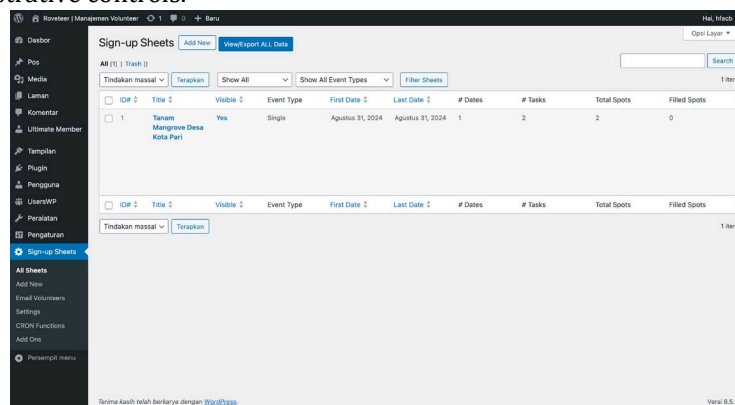 strative controls.
Roveteer | Manajemen Volunteer 1 0 + Baru Hai, hfacb
Dasbor
Pos
Media
Laman
Komentar
Ultimate Member
Tampilan
Plugin
Pengguna
UsersWP
Peralatan
Pengaturan
Sign-up Sheets
All Sheets
Add New
Email Volunteers
Settings
CRON Functions
Add Ons
Persempit menu
Opsi Layar
Sign-up Sheets Add New View/Export ALL Data
All (1) | Trash ()
Search
Tindakan massal Terapkan Show All Show All Event Types Filter Sheets 1 iter
ID# Title Visible Event Type First Date Last Date # Dates # Tasks Total Spots Filled Spots
1 Tanam Yes Single Agustus 31, 2024 Agustus 31, 2024 1 2 2 0
Mangrove Desa
Kota Pari
ID# Title Visible Event Type First Date Last Date # Dates # Tasks Total Spots Filled Spots
Tindakan massal Terapkan 1 iter
Terima kasih telah berkarya dengan WordPress. Versi 6.5.